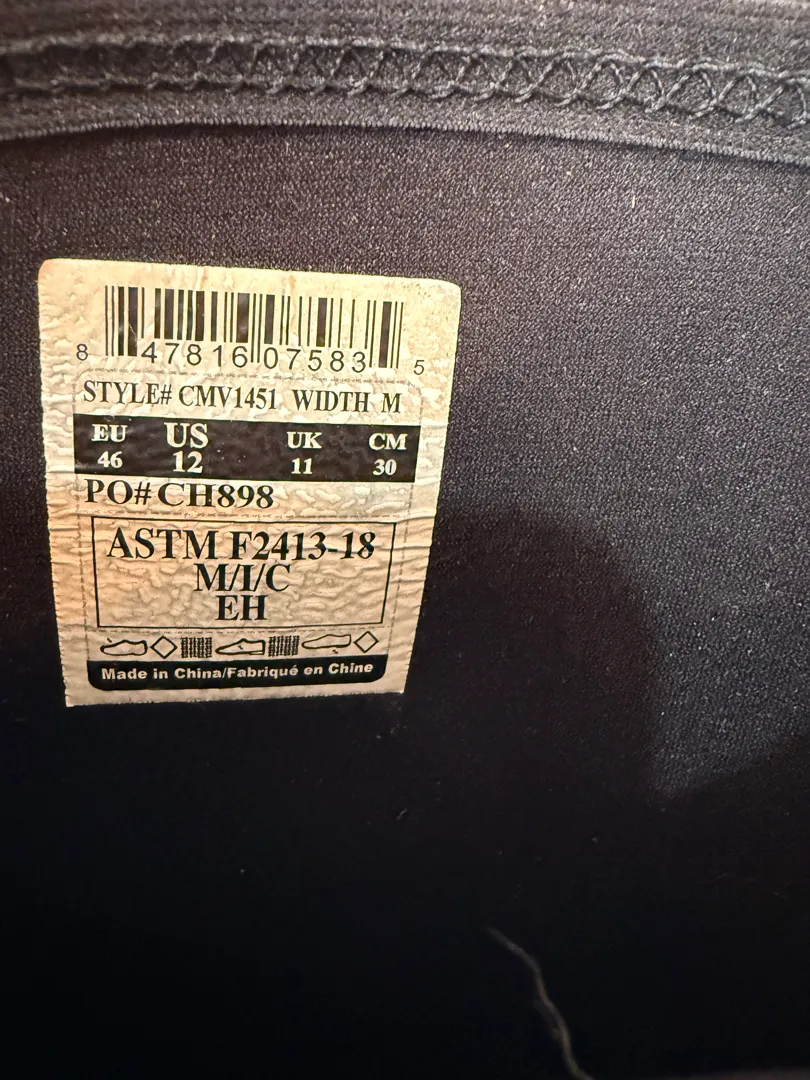 8 47816 07583 5
STYLE# CMV1451 WIDTH M
EU US UK CM
46 12 11 30
PO# CH898
ASTM F2413-18
M/I/C
EH
Made in China/Fabriqué en Chine